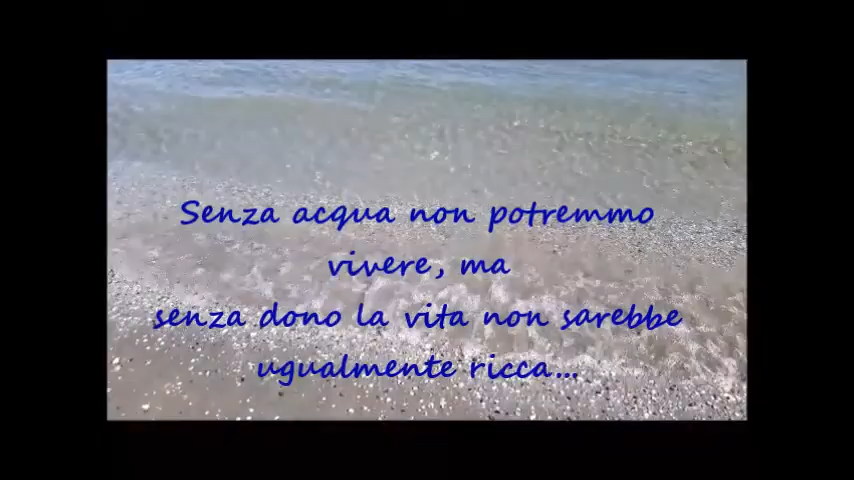 Senza acqua non potremmo
vivere, ma
senza dono la vita non sarebbe
ugualmente ricca...